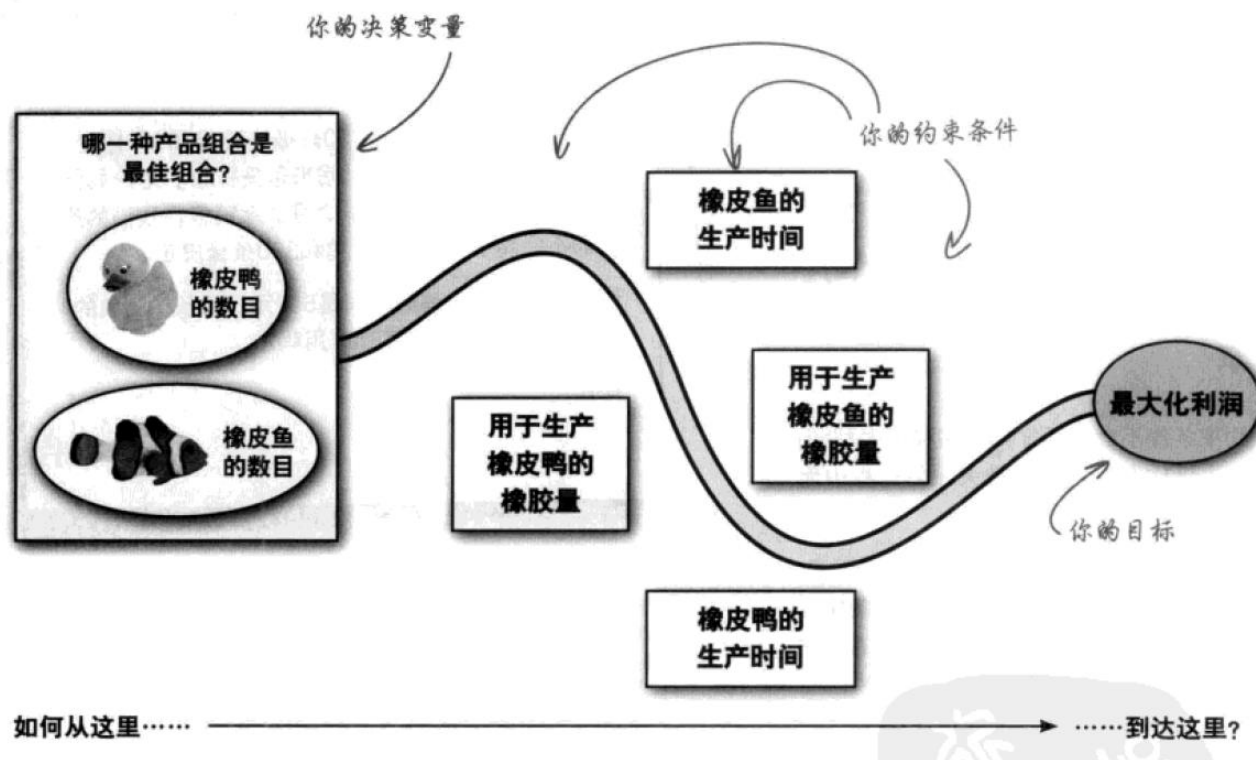 你的决策变量
哪一种产品组合是
最佳组合?
橡皮鸭
的数目
橡皮鱼
的数目
你的约束条件
橡皮鱼的
生产时间
用于生产
橡皮鸭的
橡胶量
用于生产
橡皮鱼的
橡胶量
橡皮鸭的
生产时间
最大化利润
你的目标
如何从这里……
……到达这里?